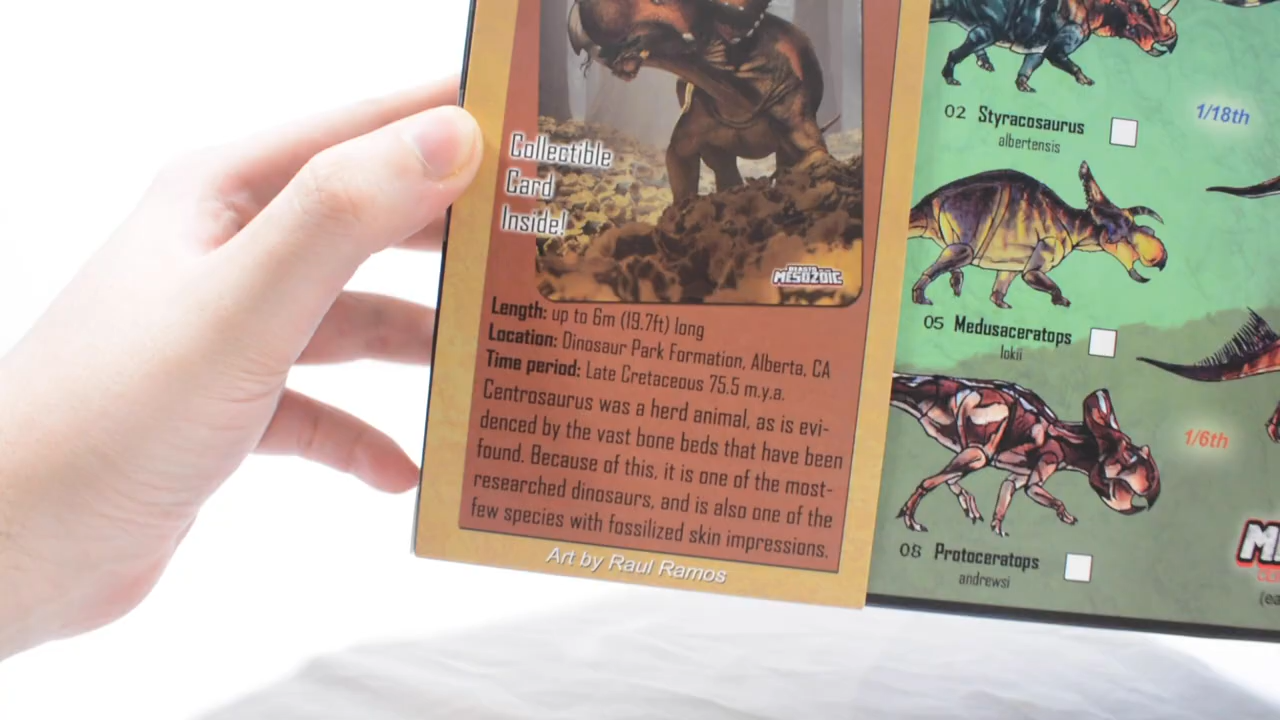 Collectible
Card
Inside!
BEASTS OF THE
MESOZOIC
Length: up to 6m (19.7ft) long
Location: Dinosaur Park Formation, Alberta, CA
Time period: Late Cretaceous 75.5 m.y.a.
Centrosaurus was a herd animal, as is evi-
denced by the vast bone beds that have been
found. Because of this, it is one of the most-
researched dinosaurs, and is also one of the
few species with fossilized skin impressions.
Art by Raul Ramos
02 Styracosaurus
albertensis
1/18th
05 Medusaceratops
lokii
1/6th
08 Protoceratops
andrewsi